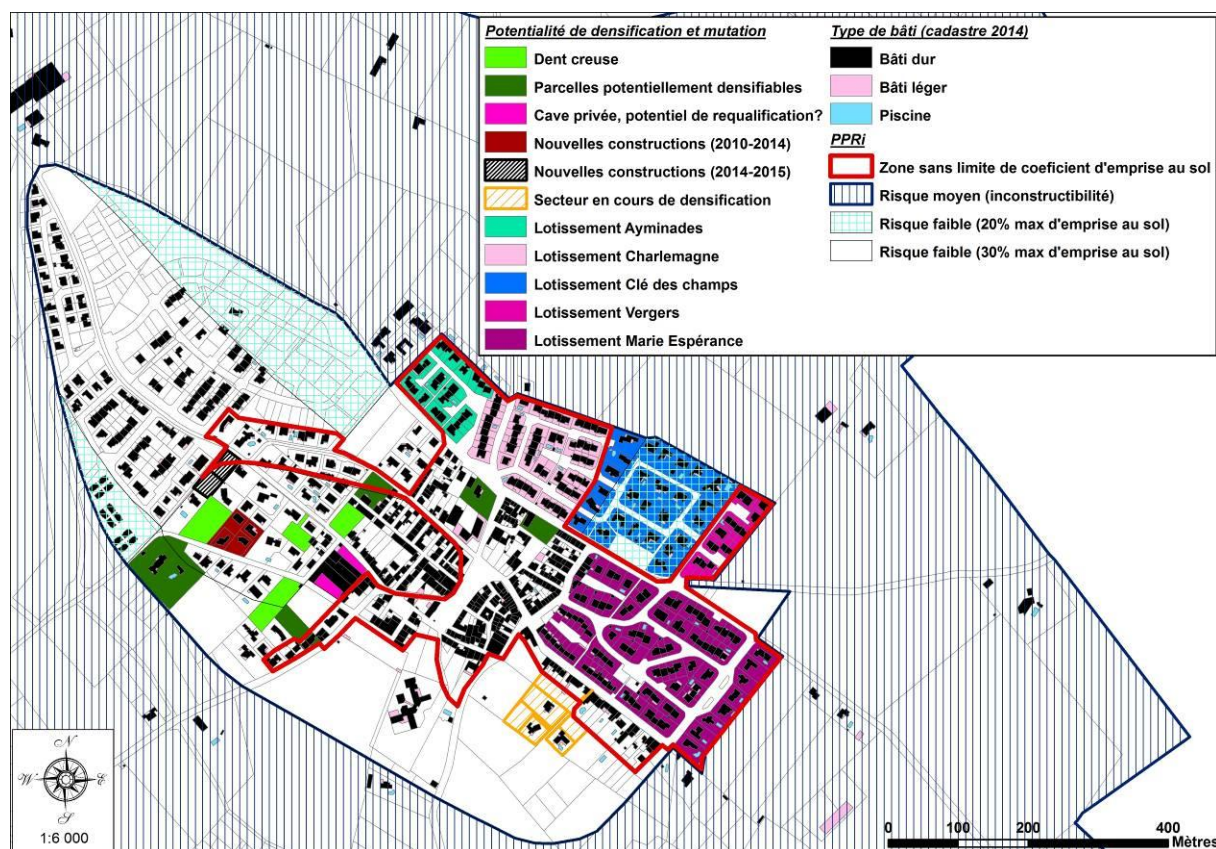 Potentialité de densification et mutation
Dent creuse
Parcelles potentiellement densifiables
Cave privée, potentiel de requalification?
Nouvelles constructions (2010-2014)
Nouvelles constructions (2014-2015)
Secteur en cours de densification
Lotissement Ayminades
Lotissement Charlemagne
Lotissement Clé des champs
Lotissement Vergers
Lotissement Marie Espérance
Type de bâti (cadastre 2014)
Bâti dur
Bâti léger
Piscine
PPRi
Zone sans limite de coeficient d'emprise au sol
Risque moyen (inconstructibilité)
Risque faible (20% max d'emprise au sol)
Risque faible (30% max d'emprise au sol)
N
W E
S
1:6 000
0 100 200 400
Mètres